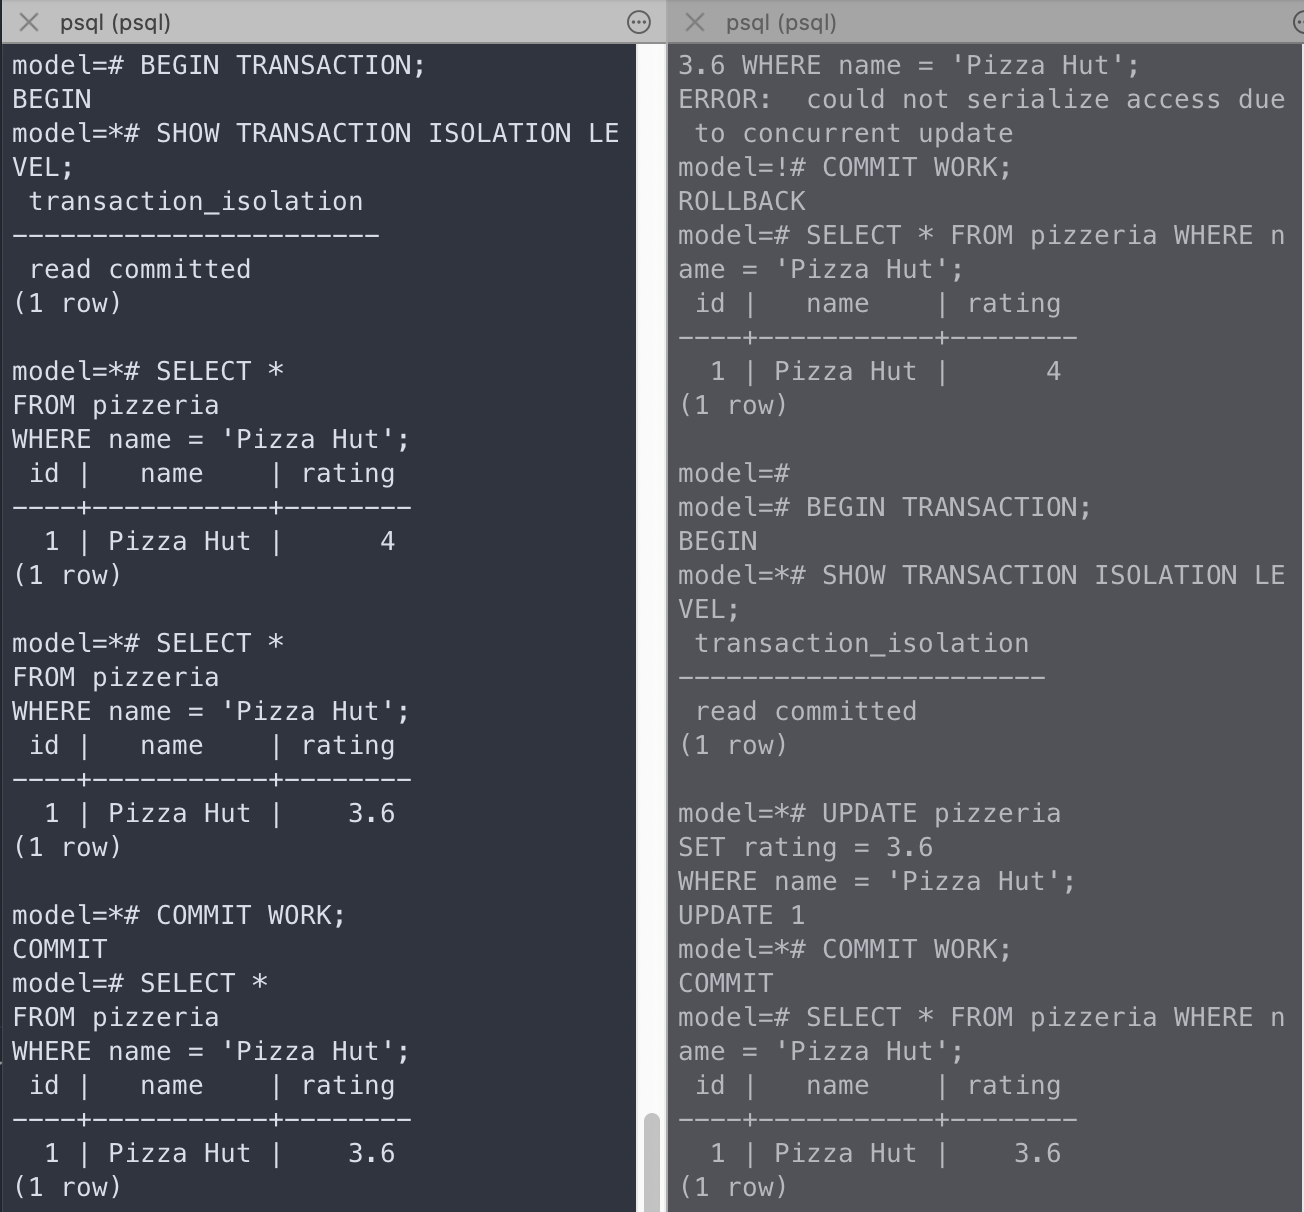 psql (psql)
model=# BEGIN TRANSACTION;
BEGIN
model=*# SHOW TRANSACTION ISOLATION LE
VEL;
 transaction_isolation
-----------------------
 read committed
(1 row)

model=*# SELECT *
FROM pizzeria
WHERE name = 'Pizza Hut';
 id |   name    | rating
----+-----------+--------
  1 | Pizza Hut |      4
(1 row)

model=*# SELECT *
FROM pizzeria
WHERE name = 'Pizza Hut';
 id |   name    | rating
----+-----------+--------
  1 | Pizza Hut |    3.6
(1 row)

model=*# COMMIT WORK;
COMMIT
model=# SELECT *
FROM pizzeria
WHERE name = 'Pizza Hut';
 id |   name    | rating
----+-----------+--------
  1 | Pizza Hut |    3.6
(1 row)
psql (psql)
3.6 WHERE name = 'Pizza Hut';
ERROR:  could not serialize access due
 to concurrent update
model=!# COMMIT WORK;
ROLLBACK
model=# SELECT * FROM pizzeria WHERE n
ame = 'Pizza Hut';
 id |   name    | rating
----+-----------+--------
  1 | Pizza Hut |      4
(1 row)

model=#
model=# BEGIN TRANSACTION;
BEGIN
model=*# SHOW TRANSACTION ISOLATION LE
VEL;
 transaction_isolation
-----------------------
 read committed
(1 row)

model=*# UPDATE pizzeria
SET rating = 3.6
WHERE name = 'Pizza Hut';
UPDATE 1
model=*# COMMIT WORK;
COMMIT
model=# SELECT * FROM pizzeria WHERE n
ame = 'Pizza Hut';
 id |   name    | rating
----+-----------+--------
  1 | Pizza Hut |    3.6
(1 row)